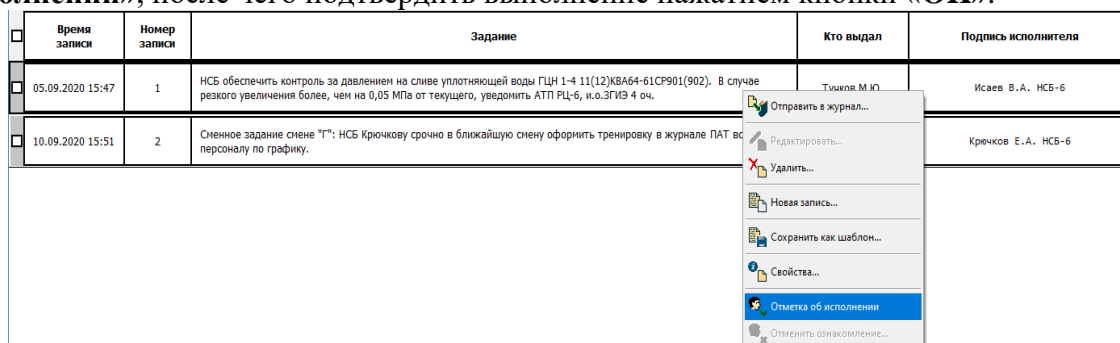 олнении», после чего подтвердить выполнение нажатием кнопки «ОК».
Время записи
Номер записи
Задание
Кто выдал
Подпись исполнителя
05.09.2020 15:47
1
НСБ обеспечить контроль за давлением на сливе уплотняющей воды ГЦН 1-4 11(12)KBA64-61CP901(902). В случае
резкого увеличения более, чем на 0,05 МПа от текущего, уведомить АТП РЦ-6, и.о.ЗГИЭ 4 оч.
Тучков М.Ю.
Исаев В.А. НСБ-6
10.09.2020 15:51
2
Сменное задание смене "Г": НСБ Крючкову срочно в ближайшую смену оформить тренировку в журнале ПАТ
персоналу по графику.
Крючков Е.А. НСБ-6
Отправить в журнал...
Редактировать...
Удалить...
Новая запись...
Сохранить как шаблон...
Свойства...
Отметка об исполнении
Отменить ознакомление...